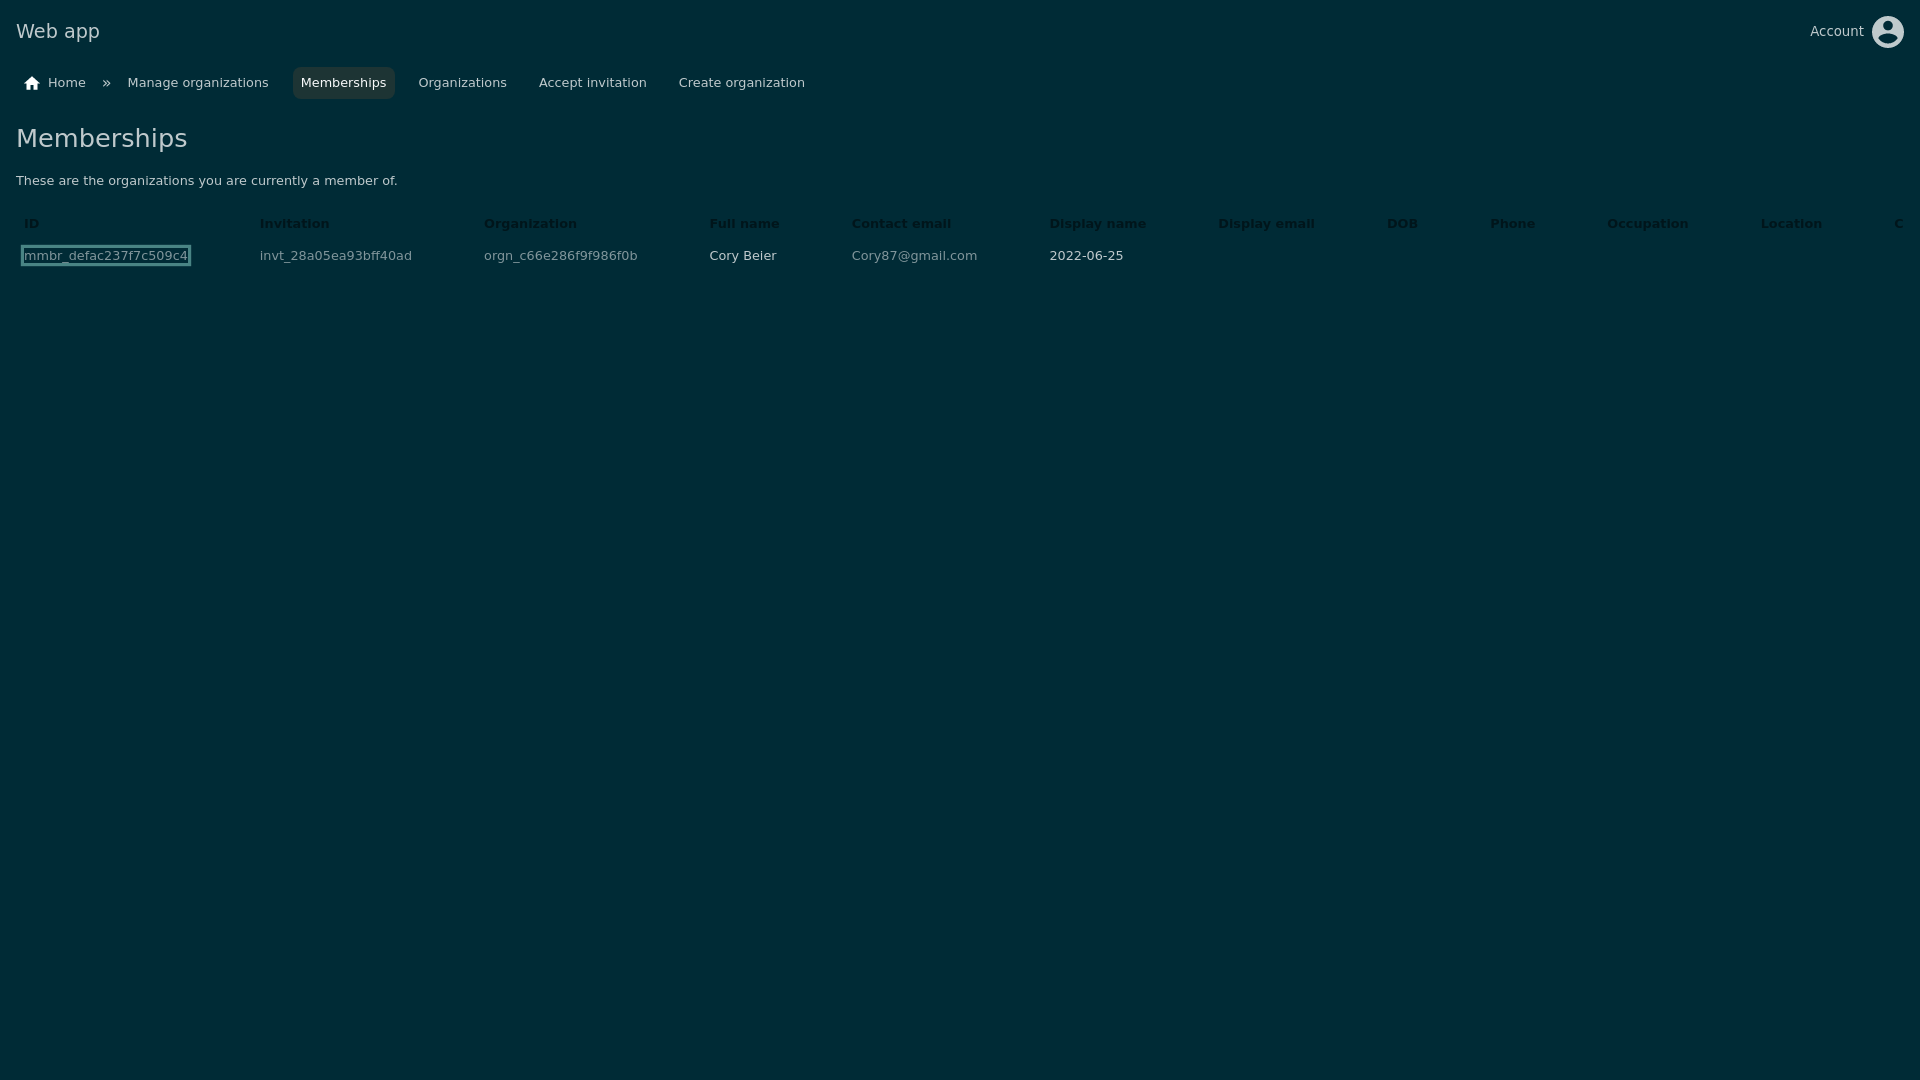 Web app
Account
Home » Manage organizations Memberships Organizations Accept invitation Create organization
Memberships
These are the organizations you are currently a member of.
ID Invitation Organization Full name Contact email Display name Display email DOB Phone Occupation Location C
mmbr_defac237f7c509c4 invt_28a05ea93bff40ad orgn_c66e286f9f986f0b Cory Beier Cory87@gmail.com 2022-06-25